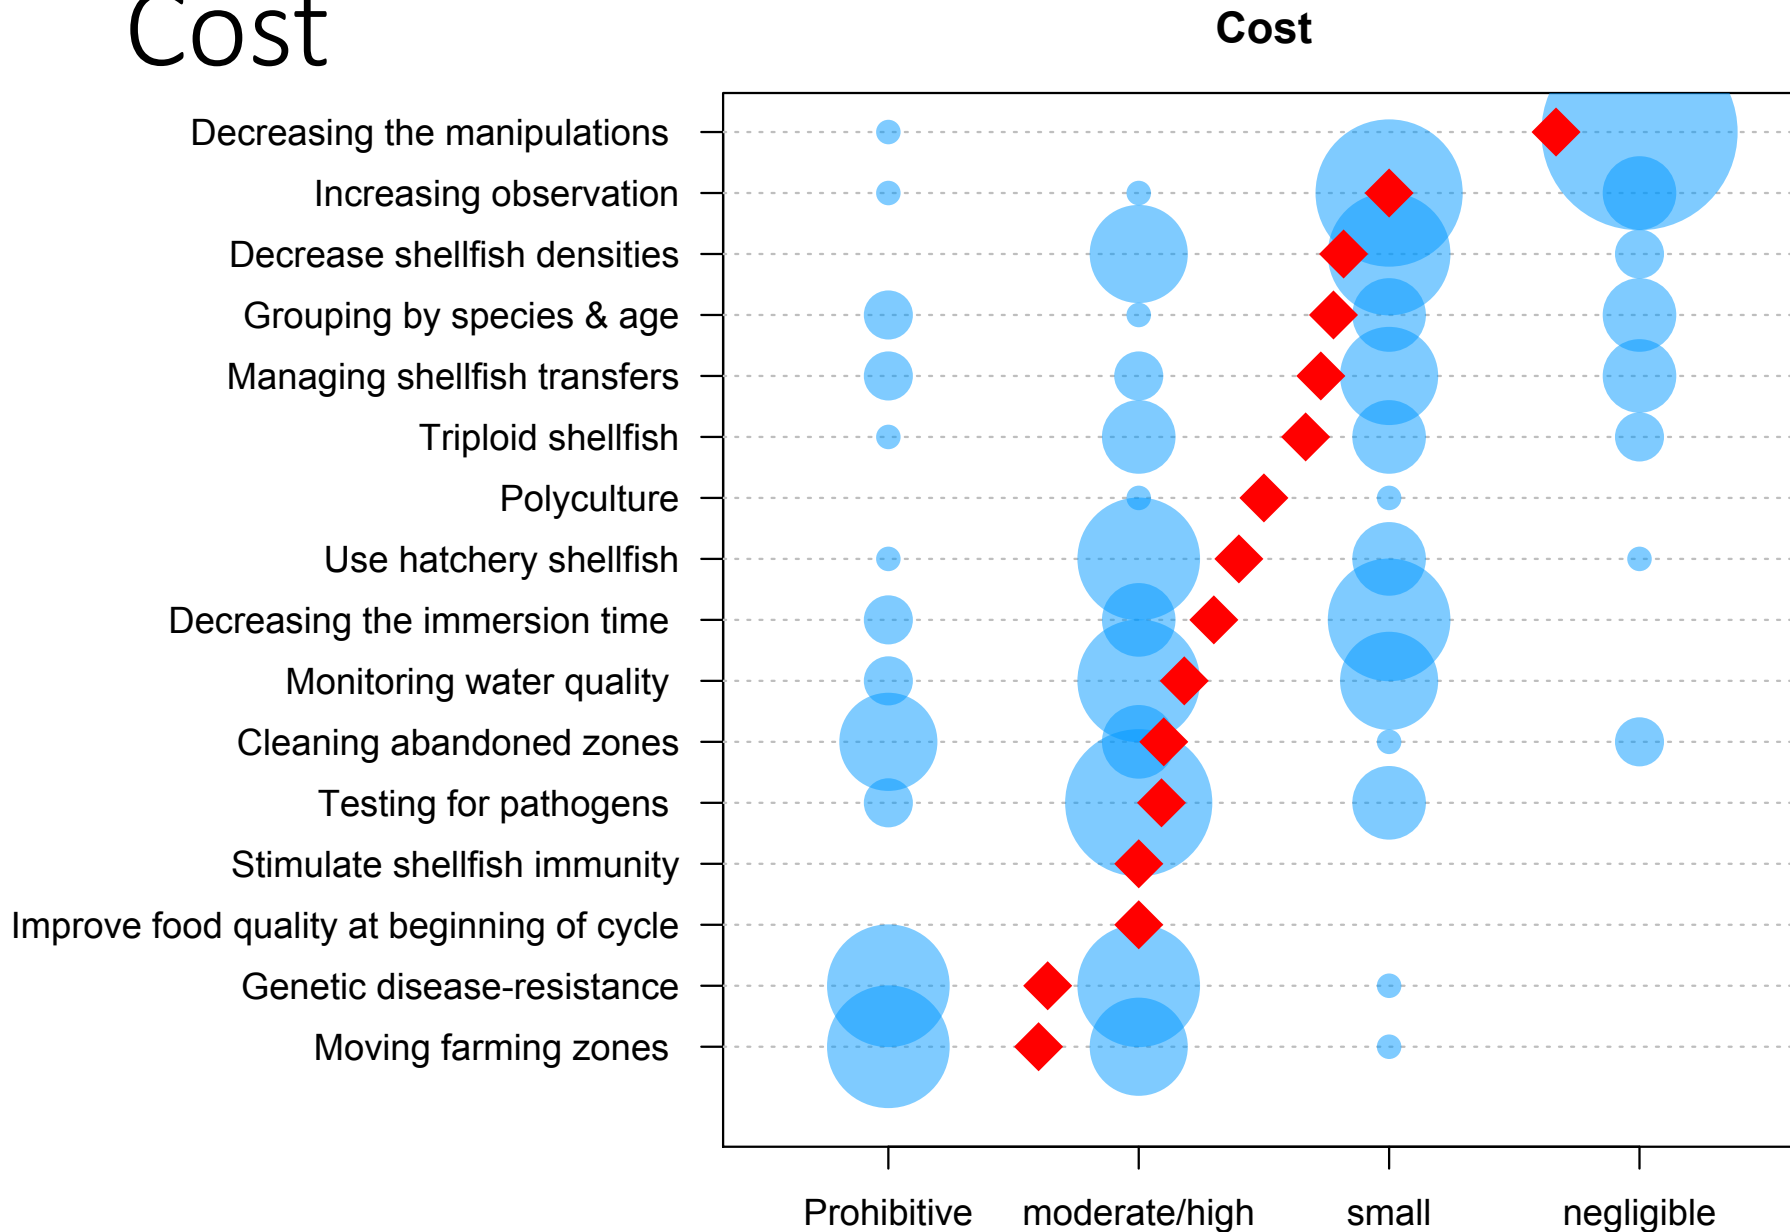 Cost
Cost
Decreasing the manipulations
Increasing observation
Decrease shellfish densities
Grouping by species & age
Managing shellfish transfers
Triploid shellfish
Polyculture
Use hatchery shellfish
Decreasing the immersion time
Monitoring water quality
Cleaning abandoned zones
Testing for pathogens
Stimulate shellfish immunity
Improve food quality at beginning of cycle
Genetic disease-resistance
Moving farming zones
Prohibitive moderate/high small negligible